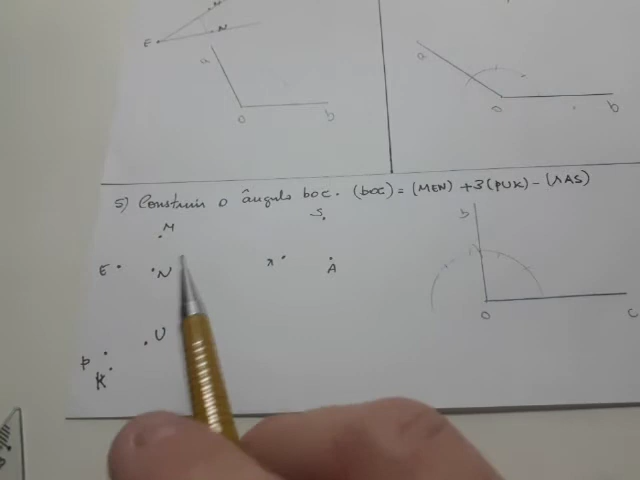 M
E
N
a
O
b
a
O
b
5) Construir o ângulo boc. (boc) = (MEN) + 3(PUK) - (λAS)
M
S
E
N
λ
A
U
P
K
b
O
c